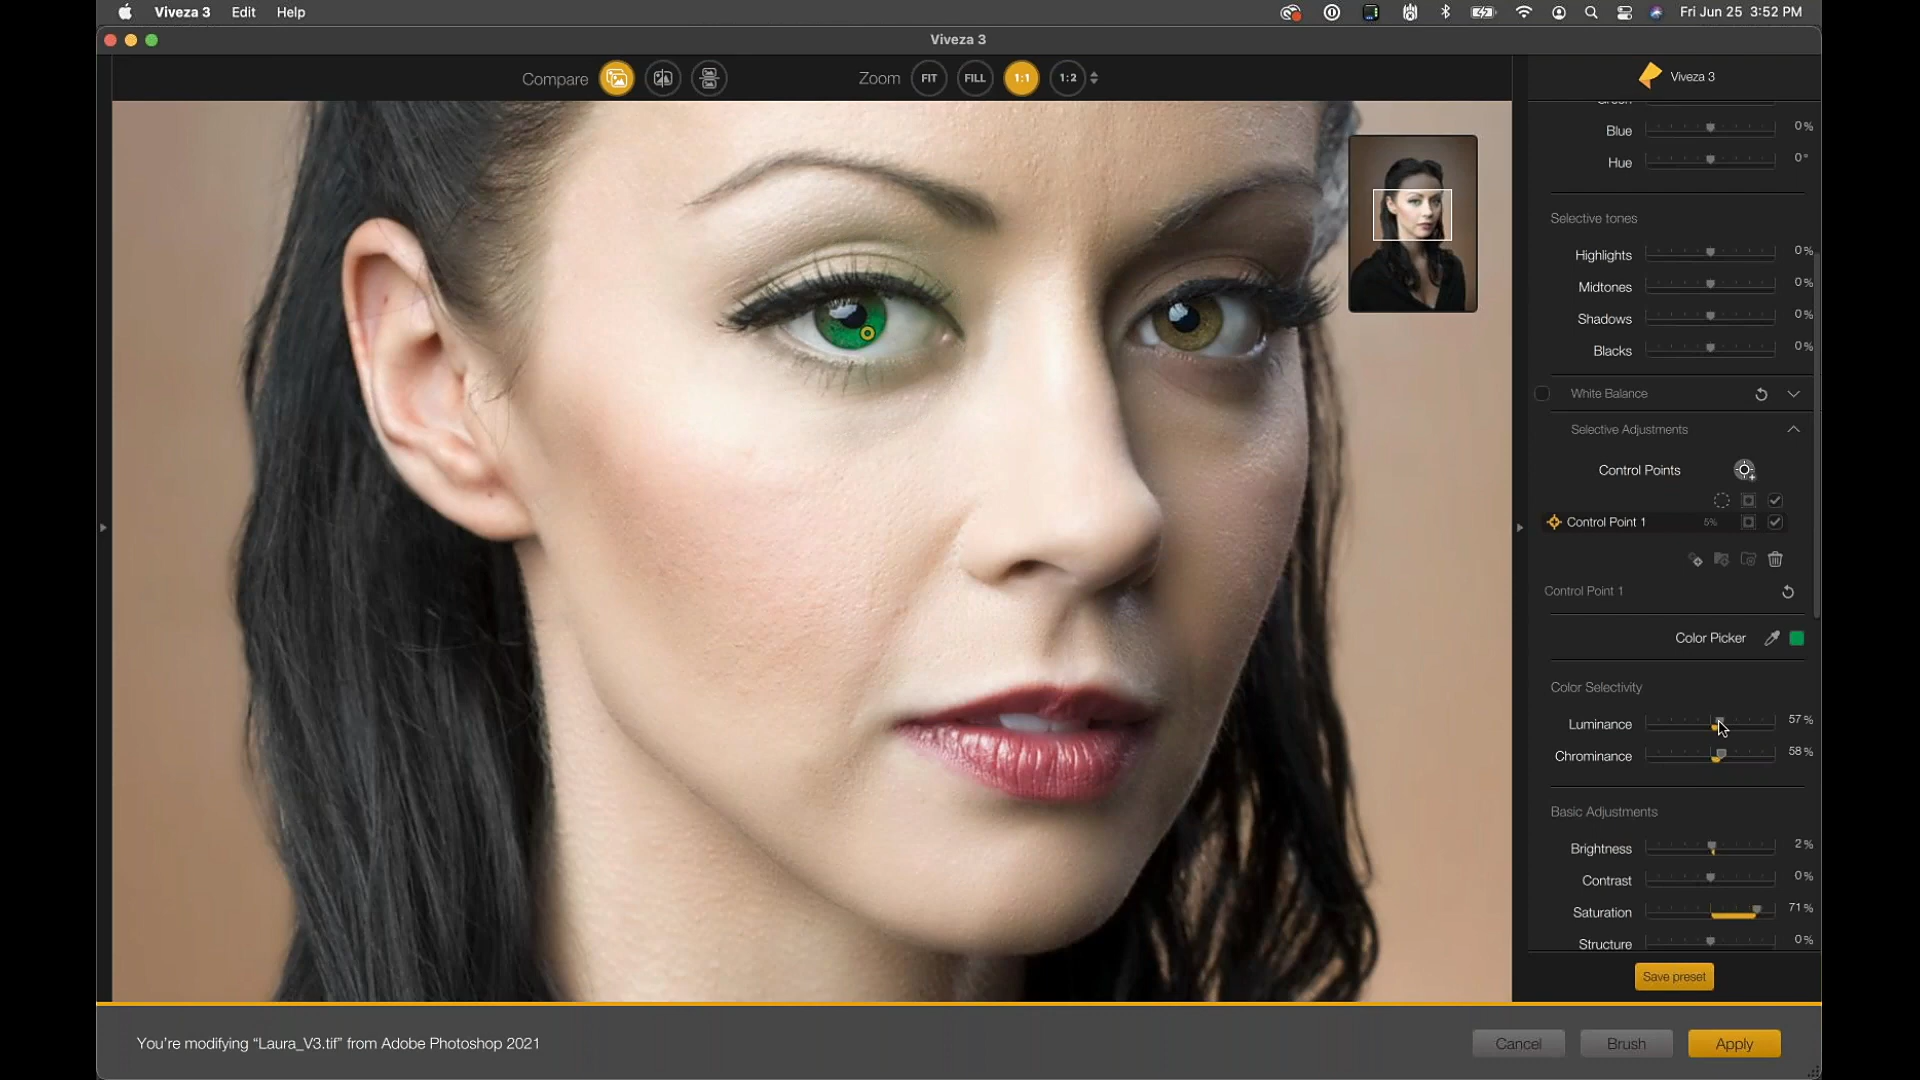 Viveza 3 Edit Help Fri Jun 25 3:52 PM
Viveza 3
Compare Zoom FIT FILL 1:1 1:2
Viveza 3
Green
Blue 0%
Hue 0°
Selective tones
Highlights 0%
Midtones 0%
Shadows 0%
Blacks 0%
White Balance
Selective Adjustments
Control Points
Control Point 1 5%
Control Point 1
Color Picker
Color Selectivity
Luminance 57%
Chrominance 58%
Basic Adjustments
Brightness 2%
Contrast 0%
Saturation 71%
Structure 0%
Save preset
You're modifying “Laura_V3.tif” from Adobe Photoshop 2021
Cancel Brush Apply